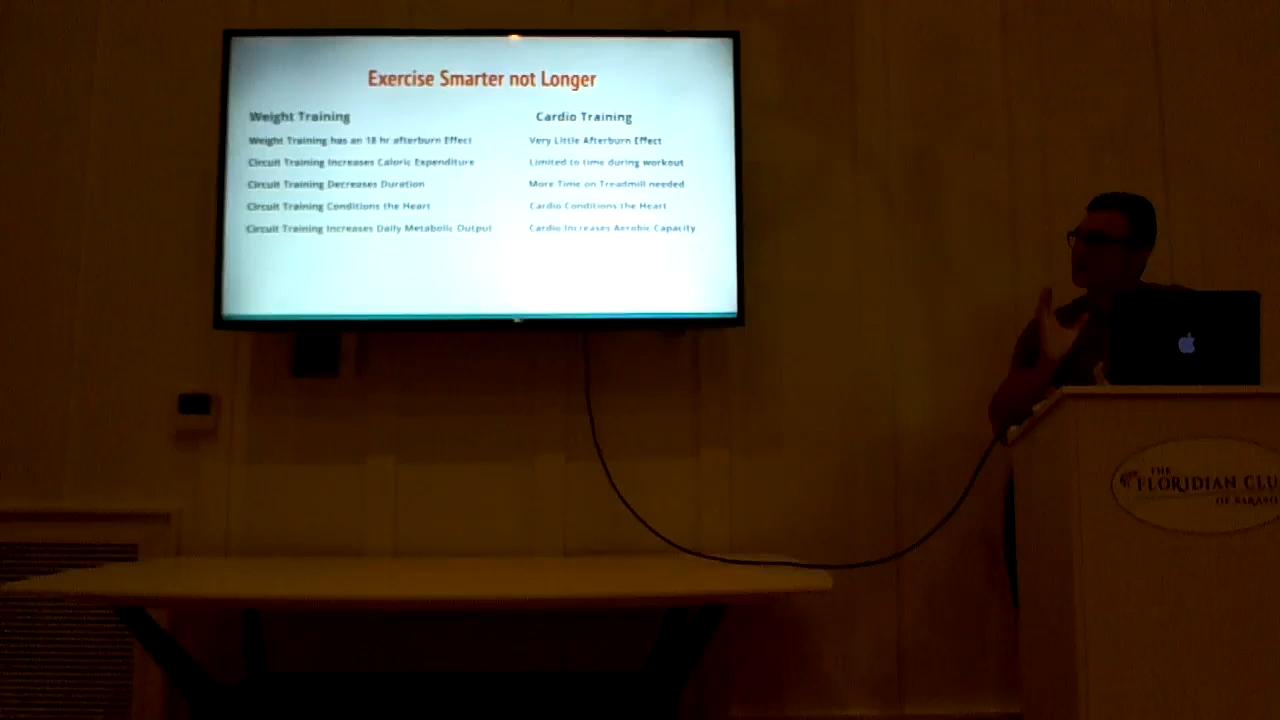 Exercise Smarter not Longer
Weight Training
Weight Training has an 18 hr afterburn Effect
Circuit Training Increases Caloric Expenditure
Circuit Training Decreases Duration
Circuit Training Conditions the Heart
Circuit Training Increases Daily Metabolic Output
Cardio Training
Very Little Afterburn Effect
Limited to time during workout
More Time on Treadmill needed
Cardio Conditions the Heart
Cardio Increases Aerobic Capacity
THE
FLORIDIAN CLU
OF SARASO